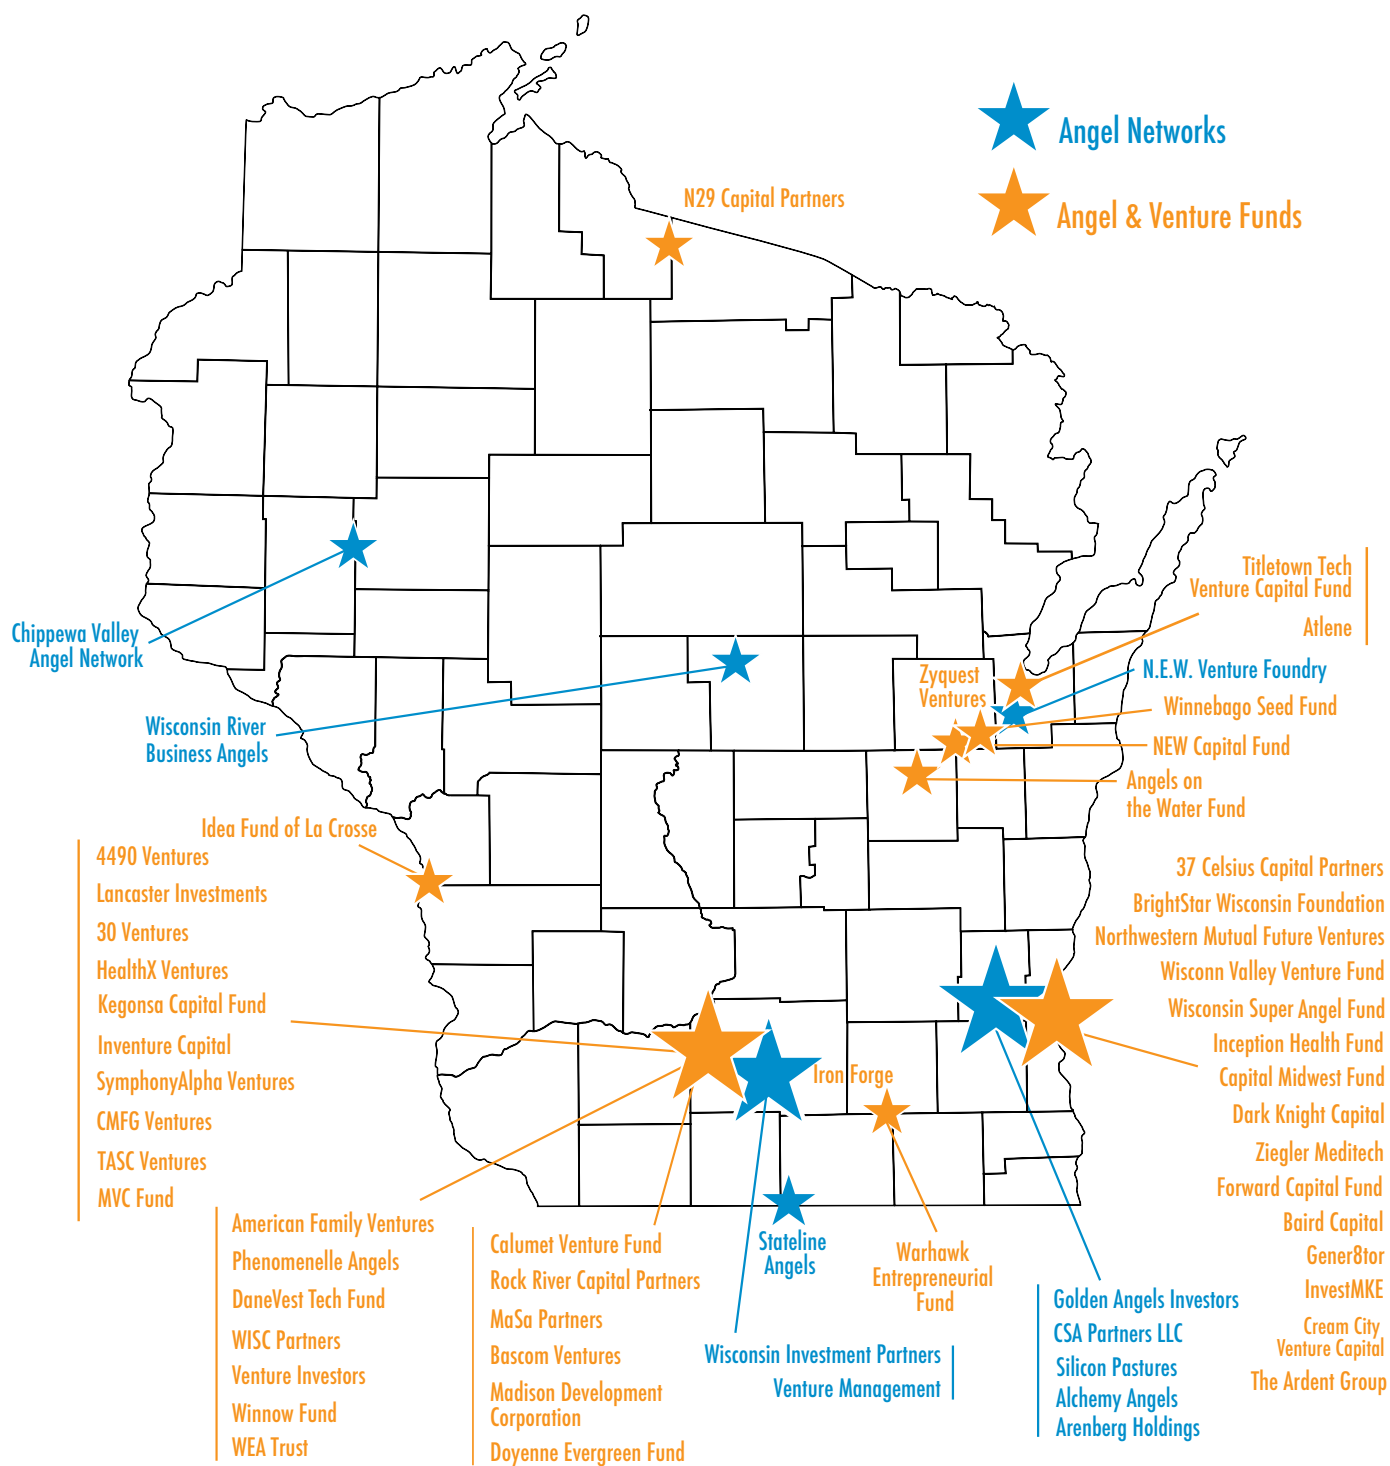 Angel Networks
Angel & Venture Funds
N29 Capital Partners
Titletown Tech
Venture Capital Fund
Atlene
Chippewa Valley
Angel Network
N.E.W. Venture Foundry
Zyquest
Ventures
Winnebago Seed Fund
Wisconsin River
Business Angels
NEW Capital Fund
Angels on
the Water Fund
Idea Fund of La Crosse
4490 Ventures
Lancaster Investments
30 Ventures
HealthX Ventures
Kegonsa Capital Fund
Inventure Capital
SymphonyAlpha Ventures
CMFG Ventures
TASC Ventures
MVC Fund
37 Celsius Capital Partners
BrightStar Wisconsin Foundation
Northwestern Mutual Future Ventures
Wisconn Valley Venture Fund
Wisconsin Super Angel Fund
Inception Health Fund
Capital Midwest Fund
Dark Knight Capital
Ziegler Meditech
Forward Capital Fund
Baird Capital
Gener8tor
InvestMKE
Cream City
Venture Capital
The Ardent Group
Iron Forge
American Family Ventures
Phenomenelle Angels
DaneVest Tech Fund
WISC Partners
Venture Investors
Winnow Fund
WEA Trust
Calumet Venture Fund
Rock River Capital Partners
MaSa Partners
Bascom Ventures
Madison Development
Corporation
Doyenne Evergreen Fund
Stateline
Angels
Warhawk
Entrepreneurial
Fund
Wisconsin Investment Partners
Venture Management
Golden Angels Investors
CSA Partners LLC
Silicon Pastures
Alchemy Angels
Arenberg Holdings